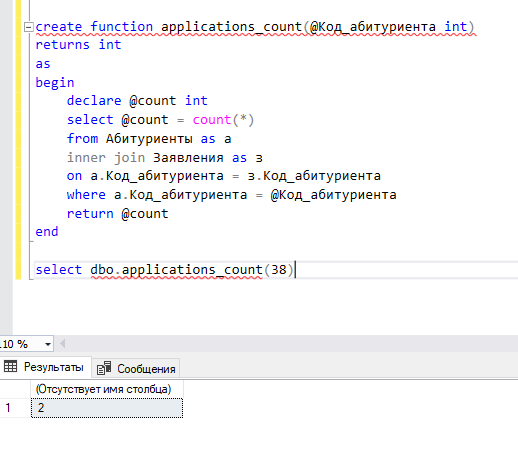 create function applications_count(@Код_абитуриента int)
returns int
as
begin
declare @count int
select @count = count(*)
from Абитуриенты as а
inner join Заявления as з
on а.Код_абитуриента = з.Код_абитуриента
where а.Код_абитуриента = @Код_абитуриента
return @count
end
select dbo.applications_count(38)
110 %
Результаты Сообщения
(Отсутствует имя столбца)
1 2